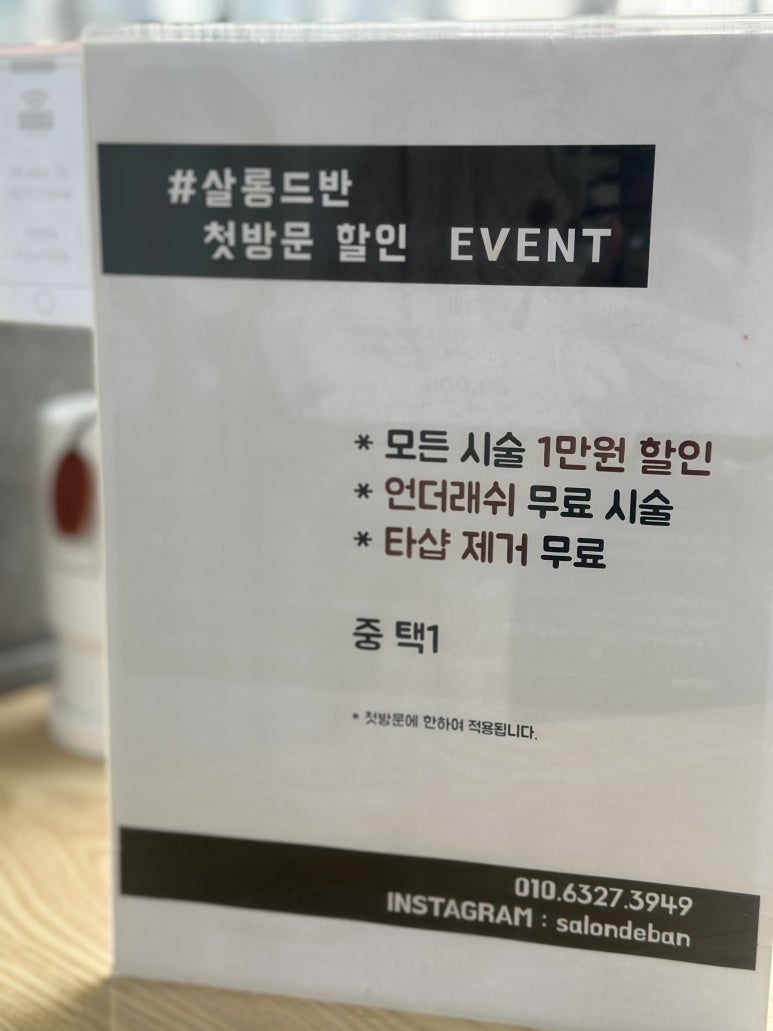 #살롱드반
첫방문 할인 EVENT
* 모든 시술 1만원 할인
* 언더래쉬 무료 시술
* 타샵 제거 무료
중 택1
* 첫방문에 한하여 적용됩니다.
010.6327.3949
INSTAGRAM : salondeban